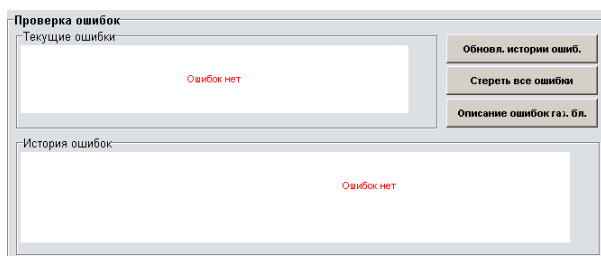 Проверка ошибок
Текущие ошибки
Ошибок нет
Обновл. истории ошиб.
Стереть все ошибки
Описание ошибок газ. бл.
История ошибок
Ошибок нет